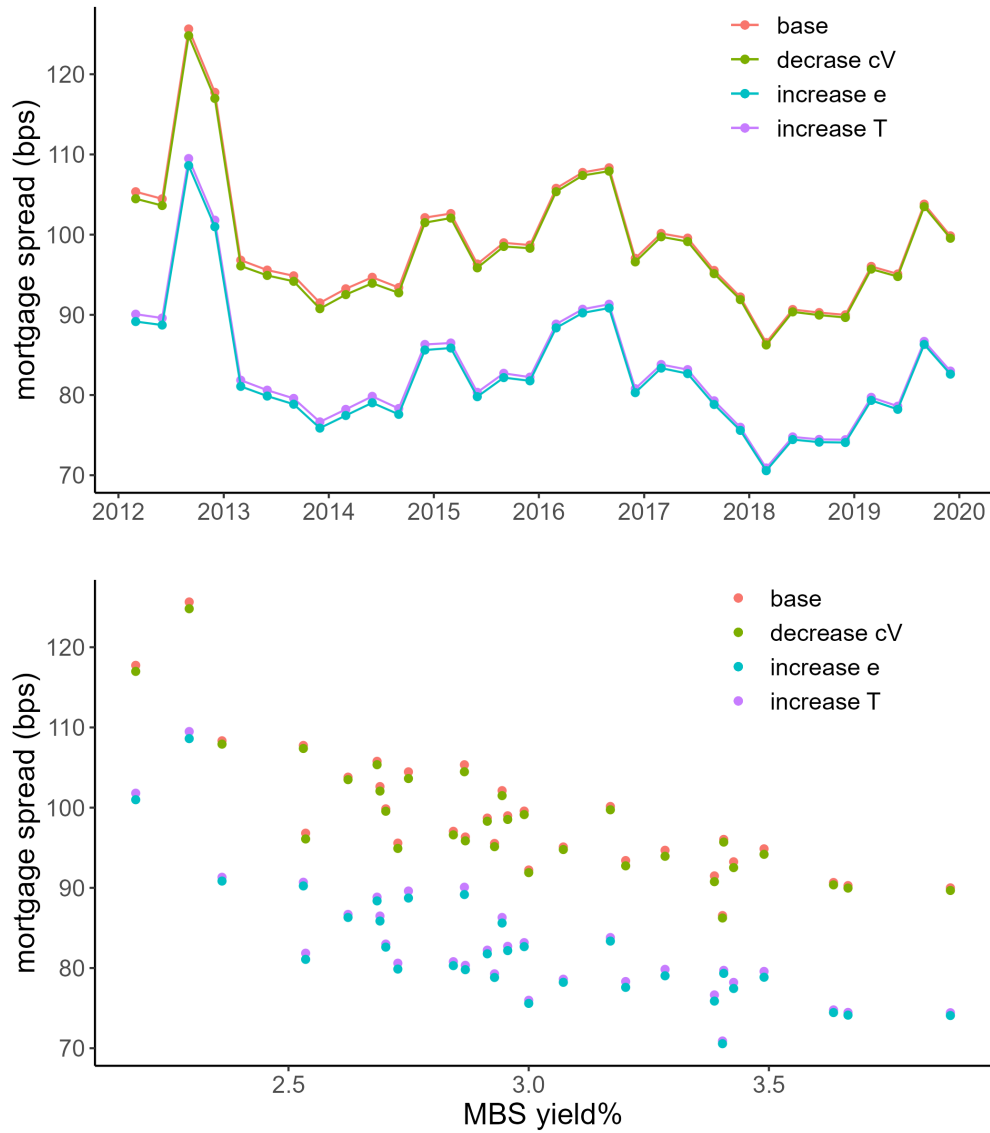 base
decrase cV
increase e
increase T
mortgage spread (bps)
120
110
100
90
80
70
2012 2013 2014 2015 2016 2017 2018 2019 2020
base
decrease cV
increase e
increase T
mortgage spread (bps)
120
110
100
90
80
70
2.5 3.0 3.5
MBS yield%